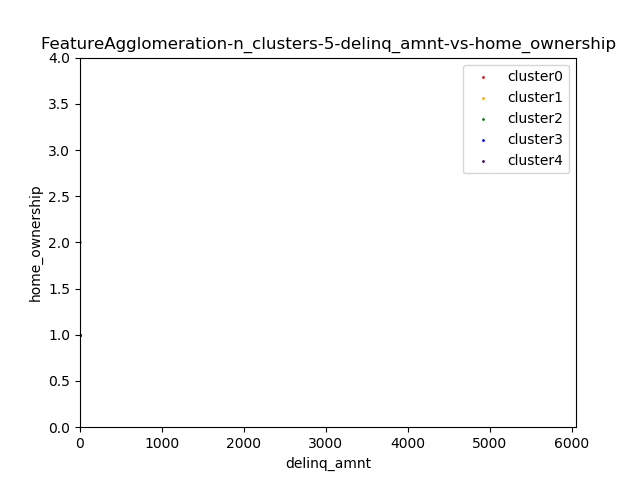 FeatureAgglomeration-n_clusters-5-delinq_amnt-vs-home_ownership
4.0
3.5
3.0
2.5
2.0
1.5
1.0
0.5
0.0
home_ownership
cluster0
cluster1
cluster2
cluster3
cluster4
0
1000
2000
3000
4000
5000
6000
delinq_amnt